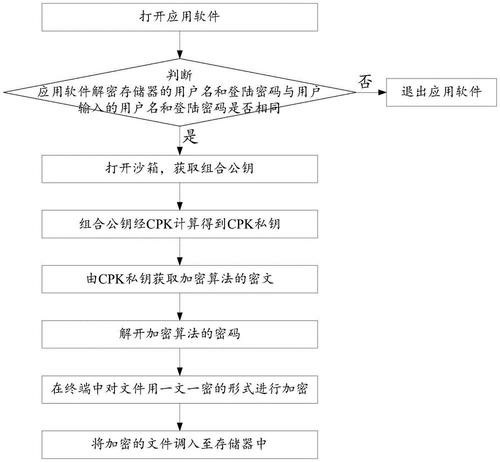 打开应用软件
判断
应用软件解密存储器的用户名和登陆密码与用户
输入的用户名和登陆密码是否相同
否
退出应用软件
是
打开沙箱，获取组合公钥
组合公钥经CPK计算得到CPK私钥
由CPK私钥获取加密算法的密文
解开加密算法的密码
在终端中对文件用一文一密的形式进行加密
将加密的文件调入至存储器中